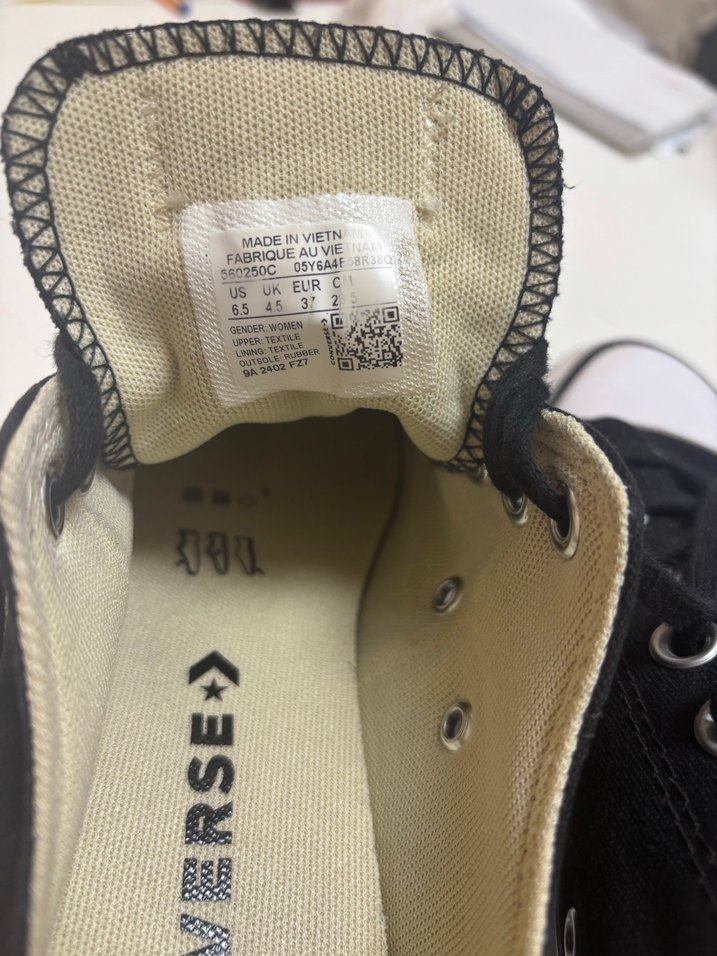 MADE IN VIETNAM
FABRIQUE AU VIETNAM
560250C
US UK EUR
6.5 4.5 37
GENDER: WOMEN
UPPER: TEXTILE
LINING: TEXTILE
OUTSOLE: RUBBER
9A 2402 FZ7
CONVERSE
VERSE